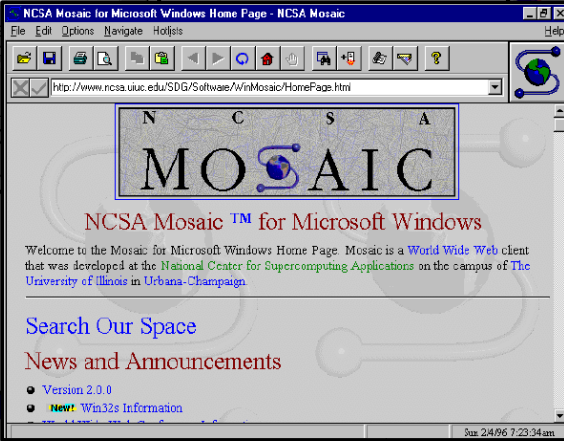 NCSA Mosaic for Microsoft Windows Home Page - NCSA Mosaic
File Edit Options Navigate Hotlists Help
http://www.ncsa.uiuc.edu/SDG/Software/WinMosaic/HomePage.html
N C S A
MOSAIC
NCSA Mosaic ™ for Microsoft Windows
Welcome to the Mosaic for Microsoft Windows Home Page. Mosaic is a World Wide Web client
that was developed at the National Center for Supercomputing Applications on the campus of The
University of Illinois in Urbana-Champaign.
Search Our Space
News and Announcements
Version 2.0.0
New! Win32s Information
Sun 2/4/96 7:23:34am